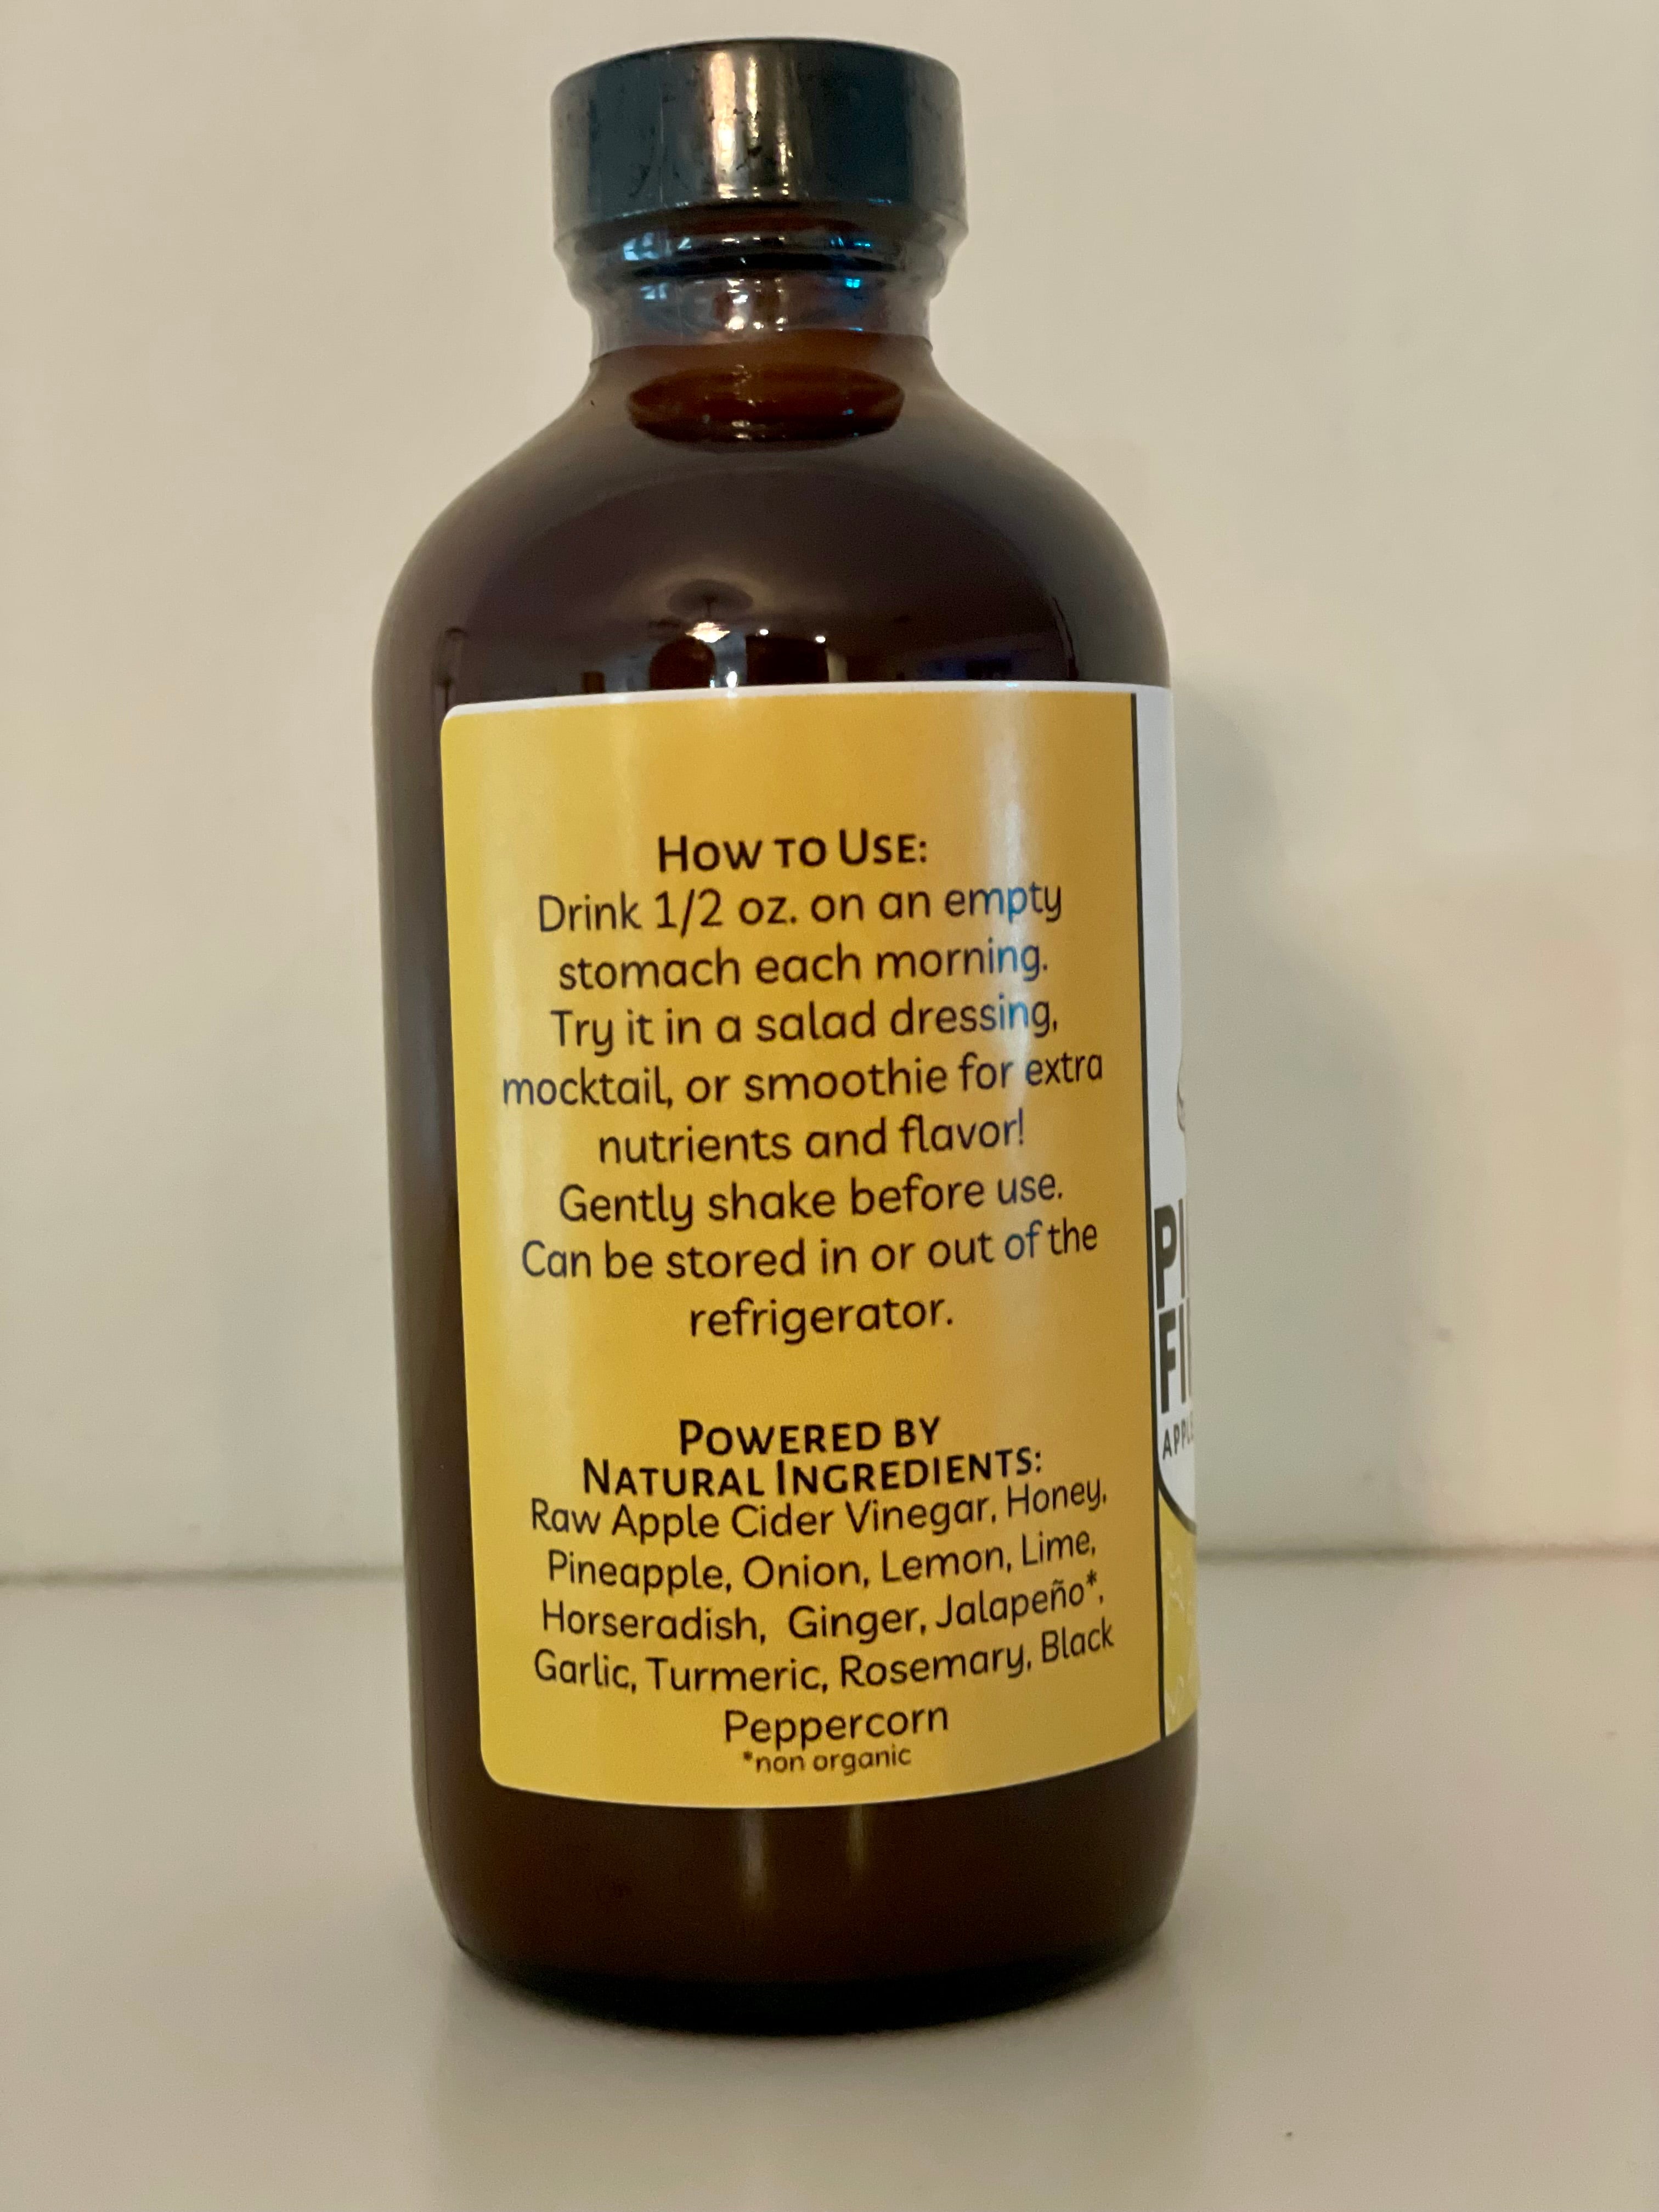 How to Use:
Drink 1/2 oz. on an empty
stomach each morning.
Try it in a salad dressing,
mocktail, or smoothie for extra
nutrients and flavor!
Gently shake before use.
Can be stored in or out of the
refrigerator.
Powered by
Natural Ingredients:
Raw Apple Cider Vinegar, Honey,
Pineapple, Onion, Lemon, Lime,
Horseradish, Ginger, Jalapeño*,
Garlic, Turmeric, Rosemary, Black
Peppercorn
*non organic